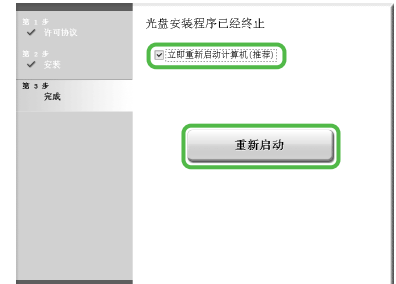 第 1 步
许可协议
第 2 步
安装
第 3 步
完成
光盘安装程序已经终止
立即重新启动计算机(推荐)
重新启动